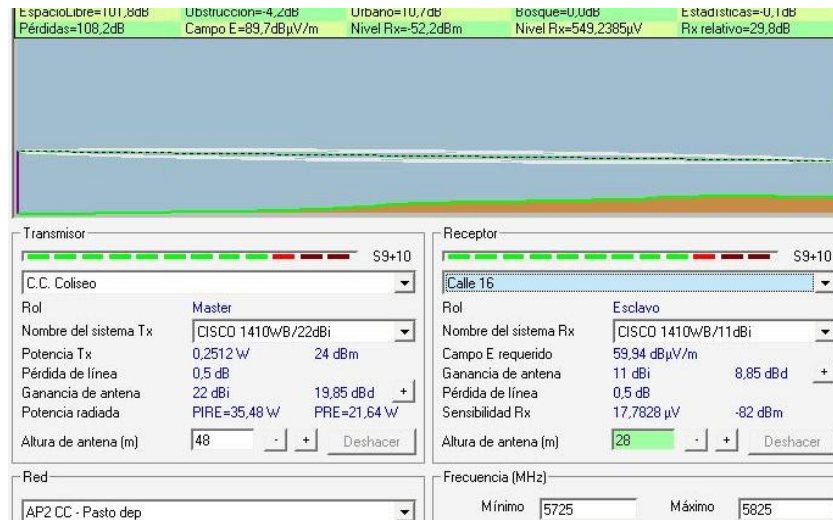 EspacioLibre=101,8dB Obstrucción=-4,2dB Urbano=10,7dB Bosque=0,0dB Estadísticas=-0,1dB
Pérdidas=108,2dB Campo E=89,7dBµV/m Nivel Rx=-52,2dBm Nivel Rx=549,2385µV Rx relativo=29,8dB
Transmisor
S9+10
C.C. Coliseo
Rol Master
Nombre del sistema Tx CISCO 1410WB/22dBi
Potencia Tx 0,2512 W 24 dBm
Pérdida de línea 0,5 dB
Ganancia de antena 22 dBi 19,85 dBd +
Potencia radiada PIRE=35,48 W PRE=21,64 W
Altura de antena (m) 48 - + Deshacer
Red
AP2 CC - Pasto dep
Receptor
S9+10
Calle 16
Rol Esclavo
Nombre del sistema Rx CISCO 1410WB/11dBi
Campo E requerido 59,94 dBµV/m
Ganancia de antena 11 dBi 8,85 dBd +
Pérdida de línea 0,5 dB
Sensibilidad Rx 17,7828 µV -82 dBm
Altura de antena (m) 28 - + Deshacer
Frecuencia (MHz)
Mínimo 5725 Máximo 5825